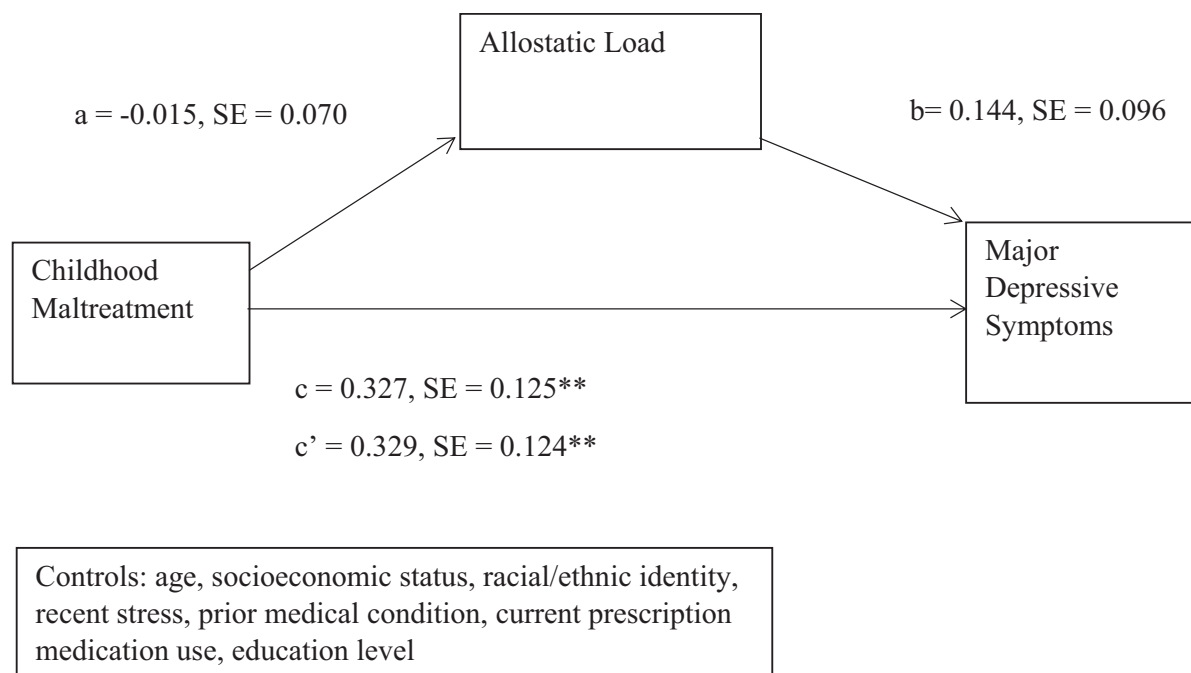 Allostatic Load
a = -0.015, SE = 0.070
b= 0.144, SE = 0.096
Childhood
Maltreatment
Major
Depressive
Symptoms
c = 0.327, SE = 0.125**
c’ = 0.329, SE = 0.124**
Controls: age, socioeconomic status, racial/ethnic identity,
recent stress, prior medical condition, current prescription
medication use, education level